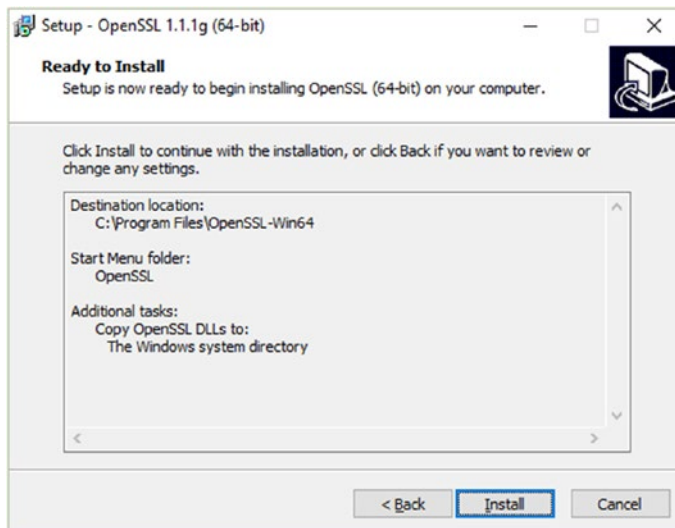 Setup - OpenSSL 1.1.1g (64-bit)
Ready to Install
Setup is now ready to begin installing OpenSSL (64-bit) on your computer.
Click Install to continue with the installation, or click Back if you want to review or
change any settings.
Destination location:
C:\Program Files\OpenSSL-Win64
Start Menu folder:
OpenSSL
Additional tasks:
Copy OpenSSL DLLs to:
The Windows system directory
< Back
Install
Cancel